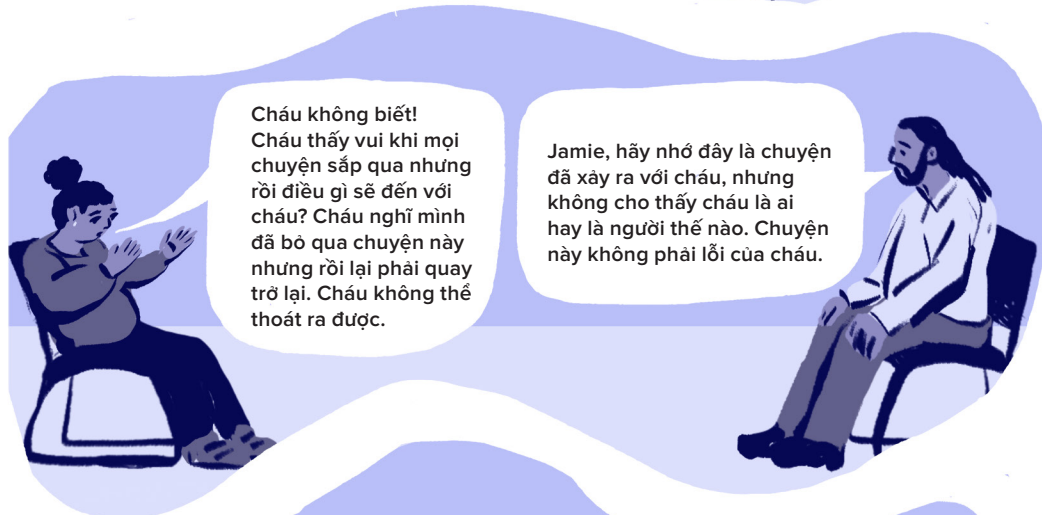 Cháu không biết!
Cháu thấy vui khi mọi
chuyện sắp qua nhưng
rồi điều gì sẽ đến với
cháu? Cháu nghĩ mình
đã bỏ qua chuyện này
nhưng rồi lại phải quay
trở lại. Cháu không thể
thoát ra được.
Jamie, hãy nhớ đây là chuyện
đã xảy ra với cháu, nhưng
không cho thấy cháu là ai
hay là người thế nào. Chuyện
này không phải lỗi của cháu.